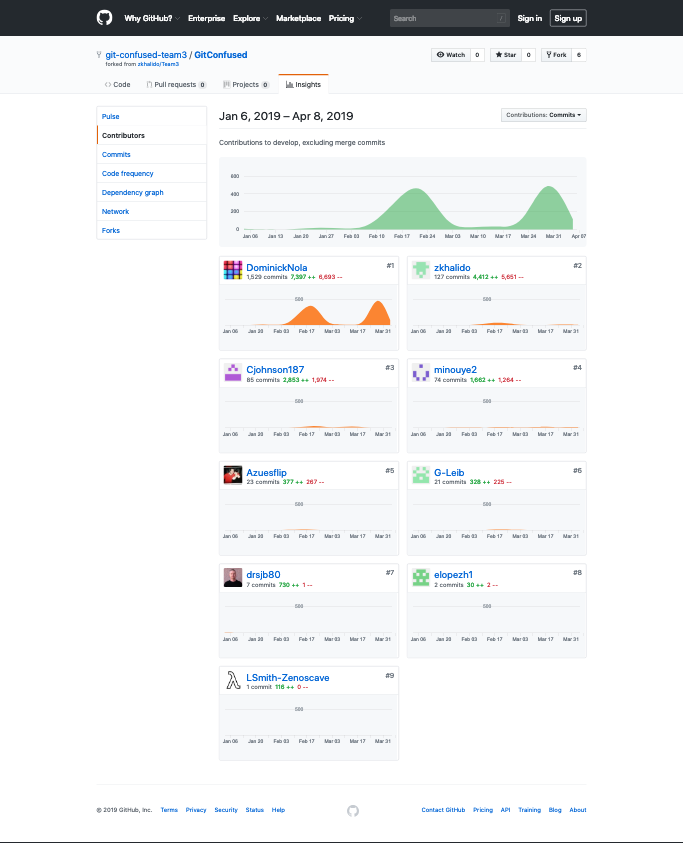 Why GitHub? Enterprise Explore Marketplace Pricing Search / Sign in Sign up
git-confused-team3 / GitConfused
forked from zkhalido/Team3
Watch 0 Star 0 Fork 6
Code Pull requests 0 Projects 0 Insights
Pulse
Contributors
Commits
Code frequency
Dependency graph
Network
Forks
Jan 6, 2019 – Apr 8, 2019
Contributions: Commits
Contributions to develop, excluding merge commits
600
400
200
0
Jan 06 Jan 13 Jan 20 Jan 27 Feb 03 Feb 10 Feb 17 Feb 24 Mar 03 Mar 10 Mar 17 Mar 24 Mar 31 Apr 07
DominickNola #1
1,529 commits 7,397 ++ 6,693 --
500
Jan 06 Jan 20 Feb 03 Feb 17 Mar 03 Mar 17 Mar 31
zkhalido #2
127 commits 4,412 ++ 5,651 --
500
Jan 06 Jan 20 Feb 03 Feb 17 Mar 03 Mar 17 Mar 31
Cjohnson187 #3
85 commits 2,853 ++ 1,974 --
500
Jan 06 Jan 20 Feb 03 Feb 17 Mar 03 Mar 17 Mar 31
minouye2 #4
74 commits 1,662 ++ 1,264 --
500
Jan 06 Jan 20 Feb 03 Feb 17 Mar 03 Mar 17 Mar 31
Azuesflip #5
23 commits 377 ++ 267 --
500
Jan 06 Jan 20 Feb 03 Feb 17 Mar 03 Mar 17 Mar 31
G-Leib #6
21 commits 328 ++ 225 --
500
Jan 06 Jan 20 Feb 03 Feb 17 Mar 03 Mar 17 Mar 31
drsjb80 #7
7 commits 730 ++ 1 --
500
Jan 06 Jan 20 Feb 03 Feb 17 Mar 03 Mar 17 Mar 31
elopezh1 #8
2 commits 30 ++ 2 --
500
Jan 06 Jan 20 Feb 03 Feb 17 Mar 03 Mar 17 Mar 31
LSmith-Zenoscave #9
1 commit 116 ++ 0 --
500
Jan 06 Jan 20 Feb 03 Feb 17 Mar 03 Mar 17 Mar 31
© 2019 GitHub, Inc. Terms Privacy Security Status Help Contact GitHub Pricing API Training Blog About